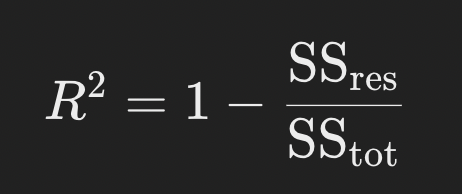 R² = 1 − SS_res / SS_tot